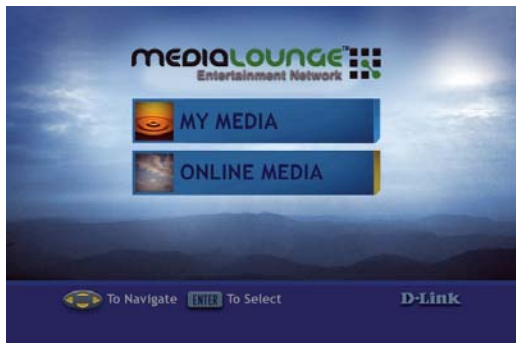 MEDIALOUNGE™
Entertainment Network
MY MEDIA
ONLINE MEDIA
To Navigate ENTER To Select
D-Link